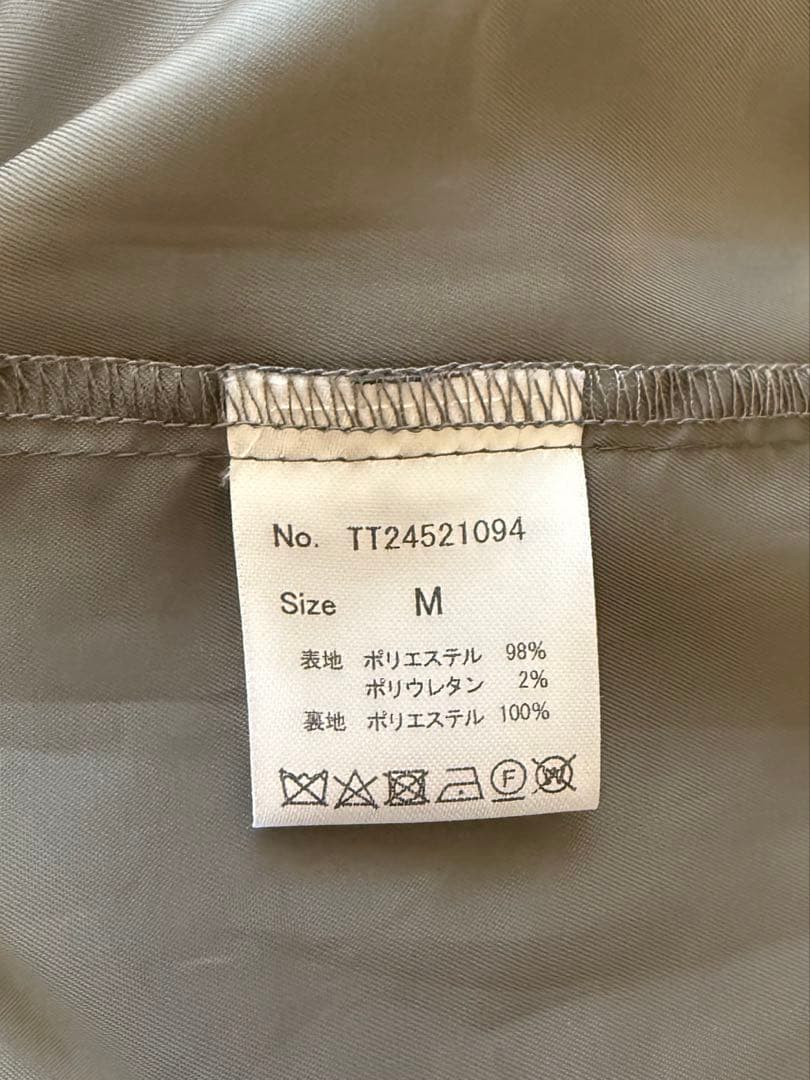 No. TT24521094
Size M
表地 ポリエステル 98%
ポリウレタン 2%
裏地 ポリエステル 100%
F W